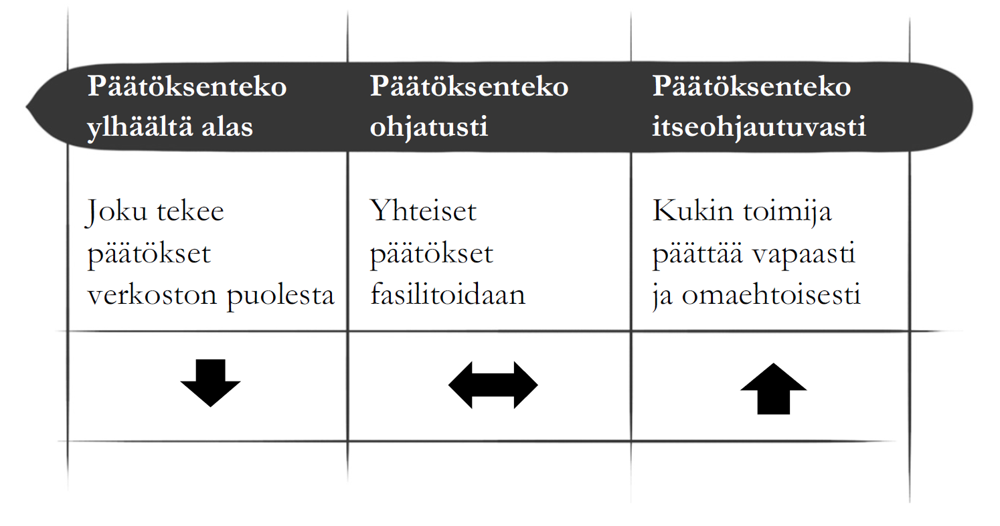 Päätöksenteko
ylhäältä alas
Päätöksenteko
ohjatusti
Päätöksenteko
itseohjautuvasti
Joku tekee
päätökset
verkoston puolesta
Yhteiset
päätökset
fasilitoidaan
Kukin toimija
päättää vapaasti
ja omaehtoisesti